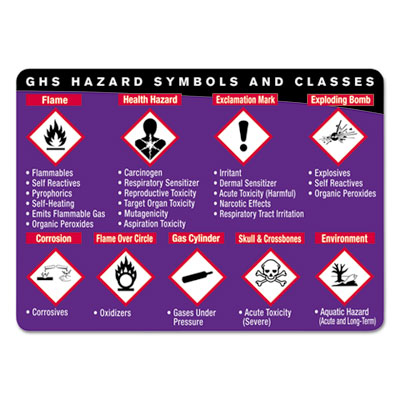 GHS HAZARD SYMBOLS AND CLASSES
Flame
• Flammables
• Self Reactives
• Pyrophorics
• Self-Heating
• Emits Flammable Gas
• Organic Peroxides
Health Hazard
• Carcinogen
• Respiratory Sensitizer
• Reproductive Toxicity
• Target Organ Toxicity
• Mutagenicity
• Aspiration Toxicity
Exclamation Mark
• Irritant
• Dermal Sensitizer
• Acute Toxicity (Harmful)
• Narcotic Effects
• Respiratory Tract Irritation
Exploding Bomb
• Explosives
• Self Reactives
• Organic Peroxides
Corrosion
• Corrosives
Flame Over Circle
• Oxidizers
Gas Cylinder
• Gases Under
Pressure
Skull & Crossbones
• Acute Toxicity
(Severe)
Environment
• Aquatic Hazard
(Acute and Long-Term)